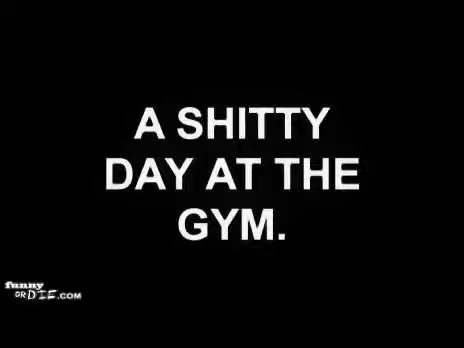 A SHITTY
DAY AT THE
GYM.
funny
OR DIE.COM